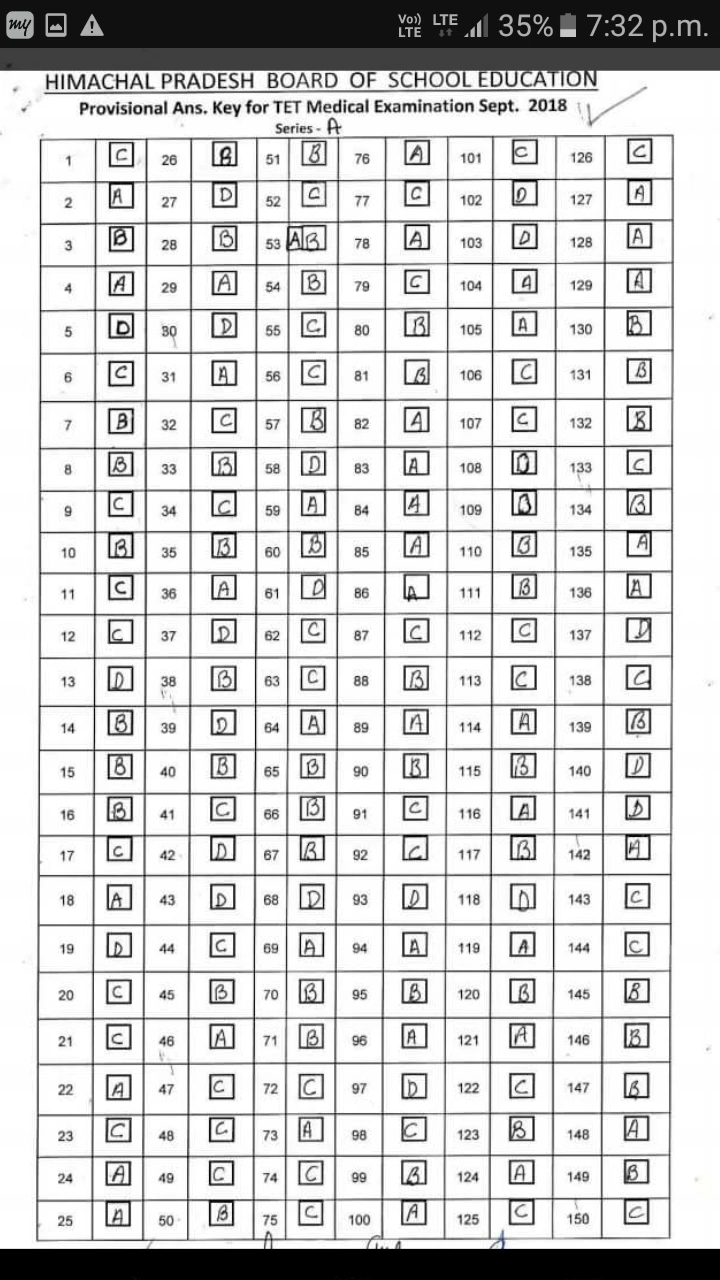 my Vo)) LTE LTE 35% 7:32 p.m.
HIMACHAL PRADESH BOARD OF SCHOOL EDUCATION
Provisional Ans. Key for TET Medical Examination Sept. 2018
Series - A
1 C 26 B 51 B 76 A 101 C 126 C
2 A 27 D 52 C 77 C 102 D 127 A
3 B 28 B 53 A B 78 A 103 D 128 A
4 A 29 A 54 B 79 C 104 A 129 A
5 D 30 D 55 C 80 B 105 A 130 B
6 C 31 A 56 C 81 B 106 C 131 B
7 B 32 C 57 B 82 A 107 C 132 B
8 B 33 B 58 D 83 A 108 D 133 C
9 C 34 C 59 A 84 A 109 B 134 B
10 B 35 B 60 B 85 A 110 B 135 A
11 C 36 A 61 D 86 A 111 B 136 A
12 C 37 D 62 C 87 C 112 C 137 D
13 D 38 B 63 C 88 B 113 C 138 C
14 B 39 D 64 A 89 A 114 A 139 B
15 B 40 B 65 B 90 B 115 B 140 D
16 B 41 C 66 B 91 C 116 A 141 D
17 C 42 D 67 B 92 C 117 B 142 A
18 A 43 D 68 D 93 D 118 D 143 C
19 D 44 C 69 A 94 A 119 A 144 C
20 C 45 B 70 B 95 B 120 B 145 B
21 C 46 A 71 B 96 A 121 A 146 B
22 A 47 C 72 C 97 D 122 C 147 B
23 C 48 C 73 A 98 C 123 B 148 A
24 A 49 C 74 C 99 B 124 A 149 B
25 A 50 B 75 C 100 A 125 C 150 C